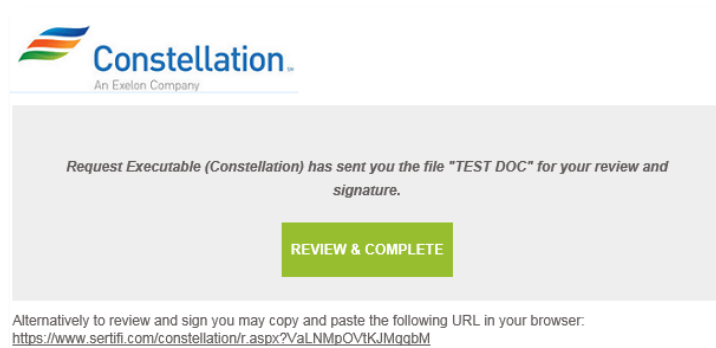 Constellation
SM
An Exelon Company
Request Executable (Constellation) has sent you the file "TEST DOC" for your review and
signature.
REVIEW & COMPLETE
Alternatively to review and sign you may copy and paste the following URL in your browser:
https://www.sertifi.com/constellation/r.aspx?VaLNMpOVtKJMqgbM